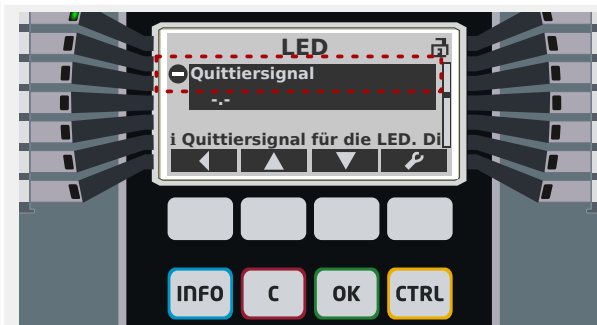 LED
Quittiersignal
-.-
i Quittiersignal für die LED. Di
INFO C OK CTRL